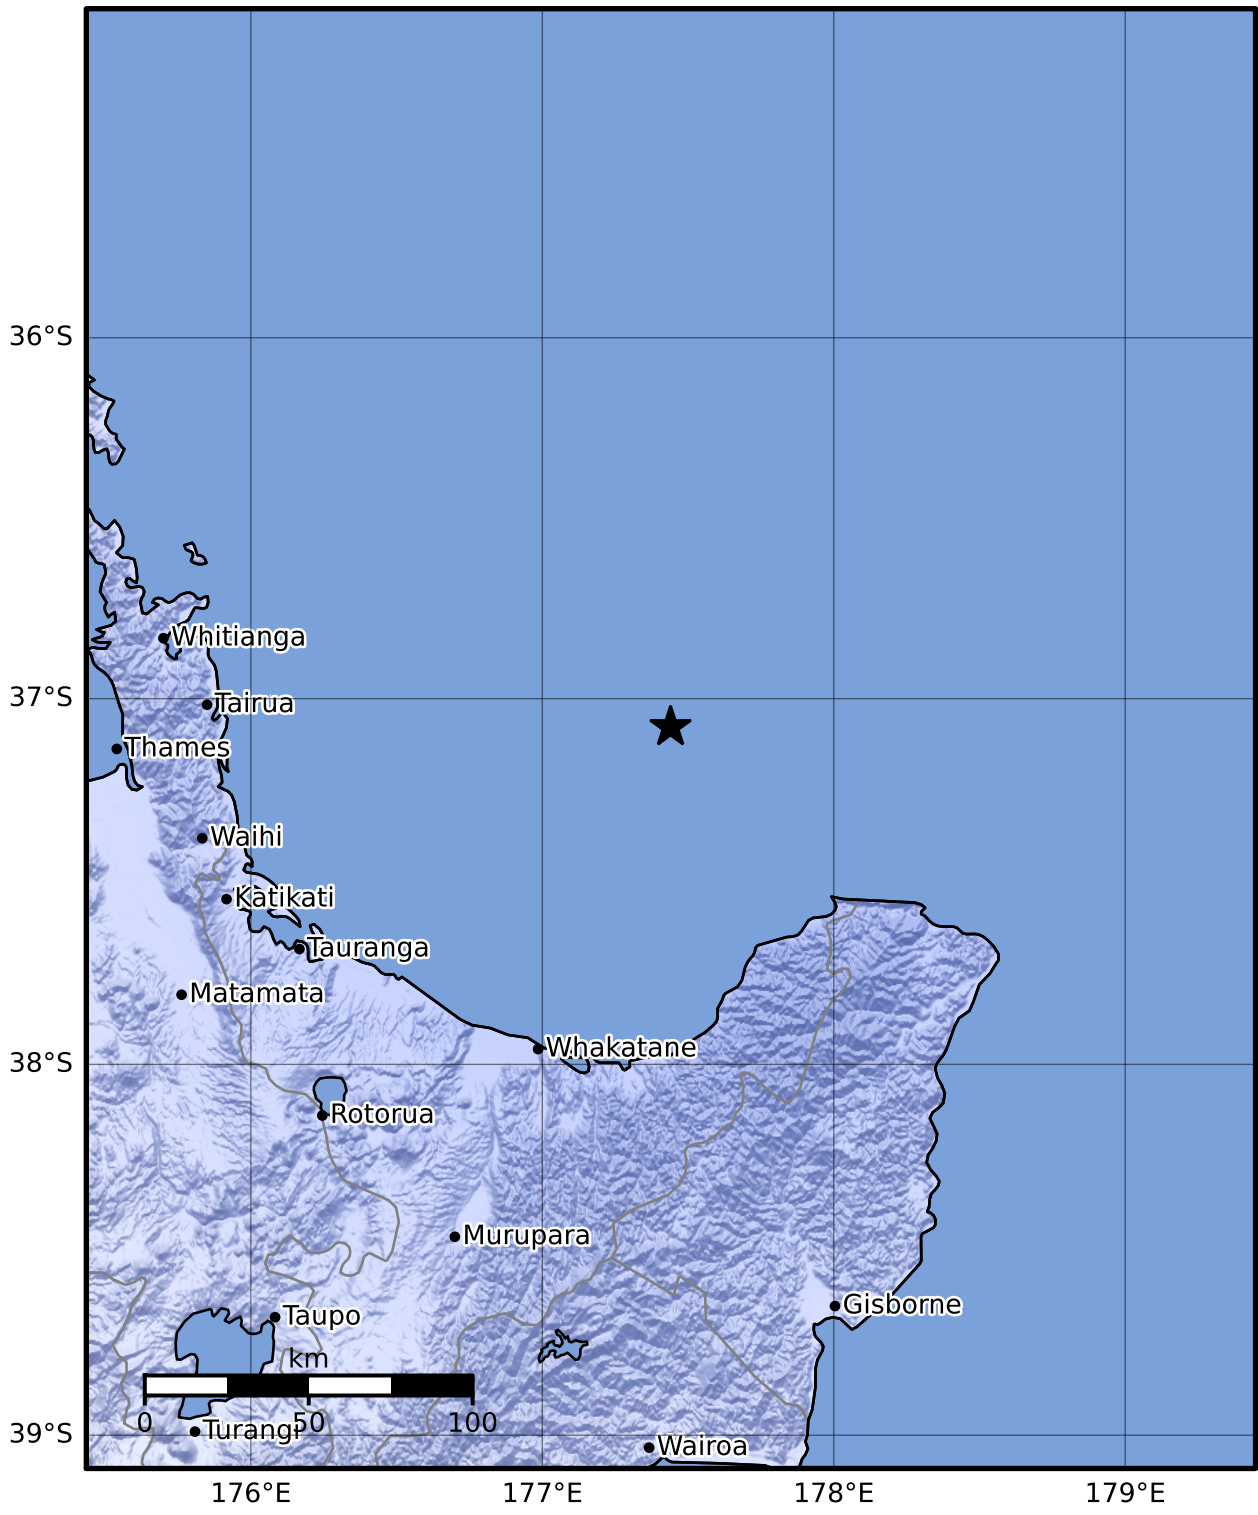 36°S
Whitianga
37°S
Tairua
Thames
Waihi
Katikati
Tauranga
Matamata
Whakatane
38°S
Rotorua
Murupara
Gisborne
Taupo
km
0 50 100
Turangi
39°S
Wairoa
176°E 177°E 178°E 179°E